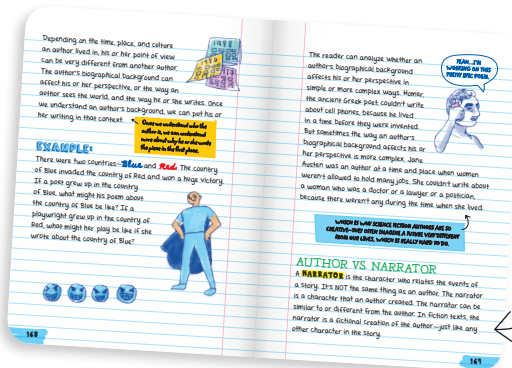 Depending on the time, place, and culture
an author lived in, his or her point of view
can be very different from another author.
The author's biographical background can
affect his or her perspective, or the way an
author sees the world, and the way he or she writes. Once
we understand an author's background, we can put his or
her writing in that context.
1988
Once we understand who the
author is, we can understand
more about why he or she wrote
the piece in the first place.
EXAMPLE:
There were two countries—Blue and Red. The country
of Blue invaded the country of Red and won a huge victory.
If a poet grew up in the country
of Blue, what might his poem about
the country of Blue be like? If a
playwright grew up in the country of
Red, what might her play be like if she
wrote about the country of Blue?
168
The reader can analyze whether an
author's biographical background
affects his or her perspective in
simple or more complex ways. Homer,
the ancient Greek poet, couldn't write
about cell phones, because he lived
in a time before they were invented.
But sometimes the way an author's
biographical background affects his or
her perspective is more complex. Jane
Austen was an author at a time and place when women
weren't allowed to hold many jobs. She couldn't write about
a woman who was a doctor or a lawyer or a politician,
because there weren't any during the time when she lived.
YEAH...I'M
WORKING ON THIS
PRETTY EPIC POEM.
WHICH IS WHY SCIENCE FICTION AUTHORS ARE SO
CREATIVE—THEY OFTEN IMAGINE A FUTURE VERY DIFFERENT
FROM OUR LIVES, WHICH IS REALLY HARD TO DO.
AUTHOR VS. NARRATOR
A NARRATOR is the character who relates the events of
a story. It's NOT the same thing as an author. The narrator
is a character that an author created. The narrator can be
similar to or different from the author. In fiction texts, the
narrator is a fictional creation of the author—just like any
other character in the story.
169